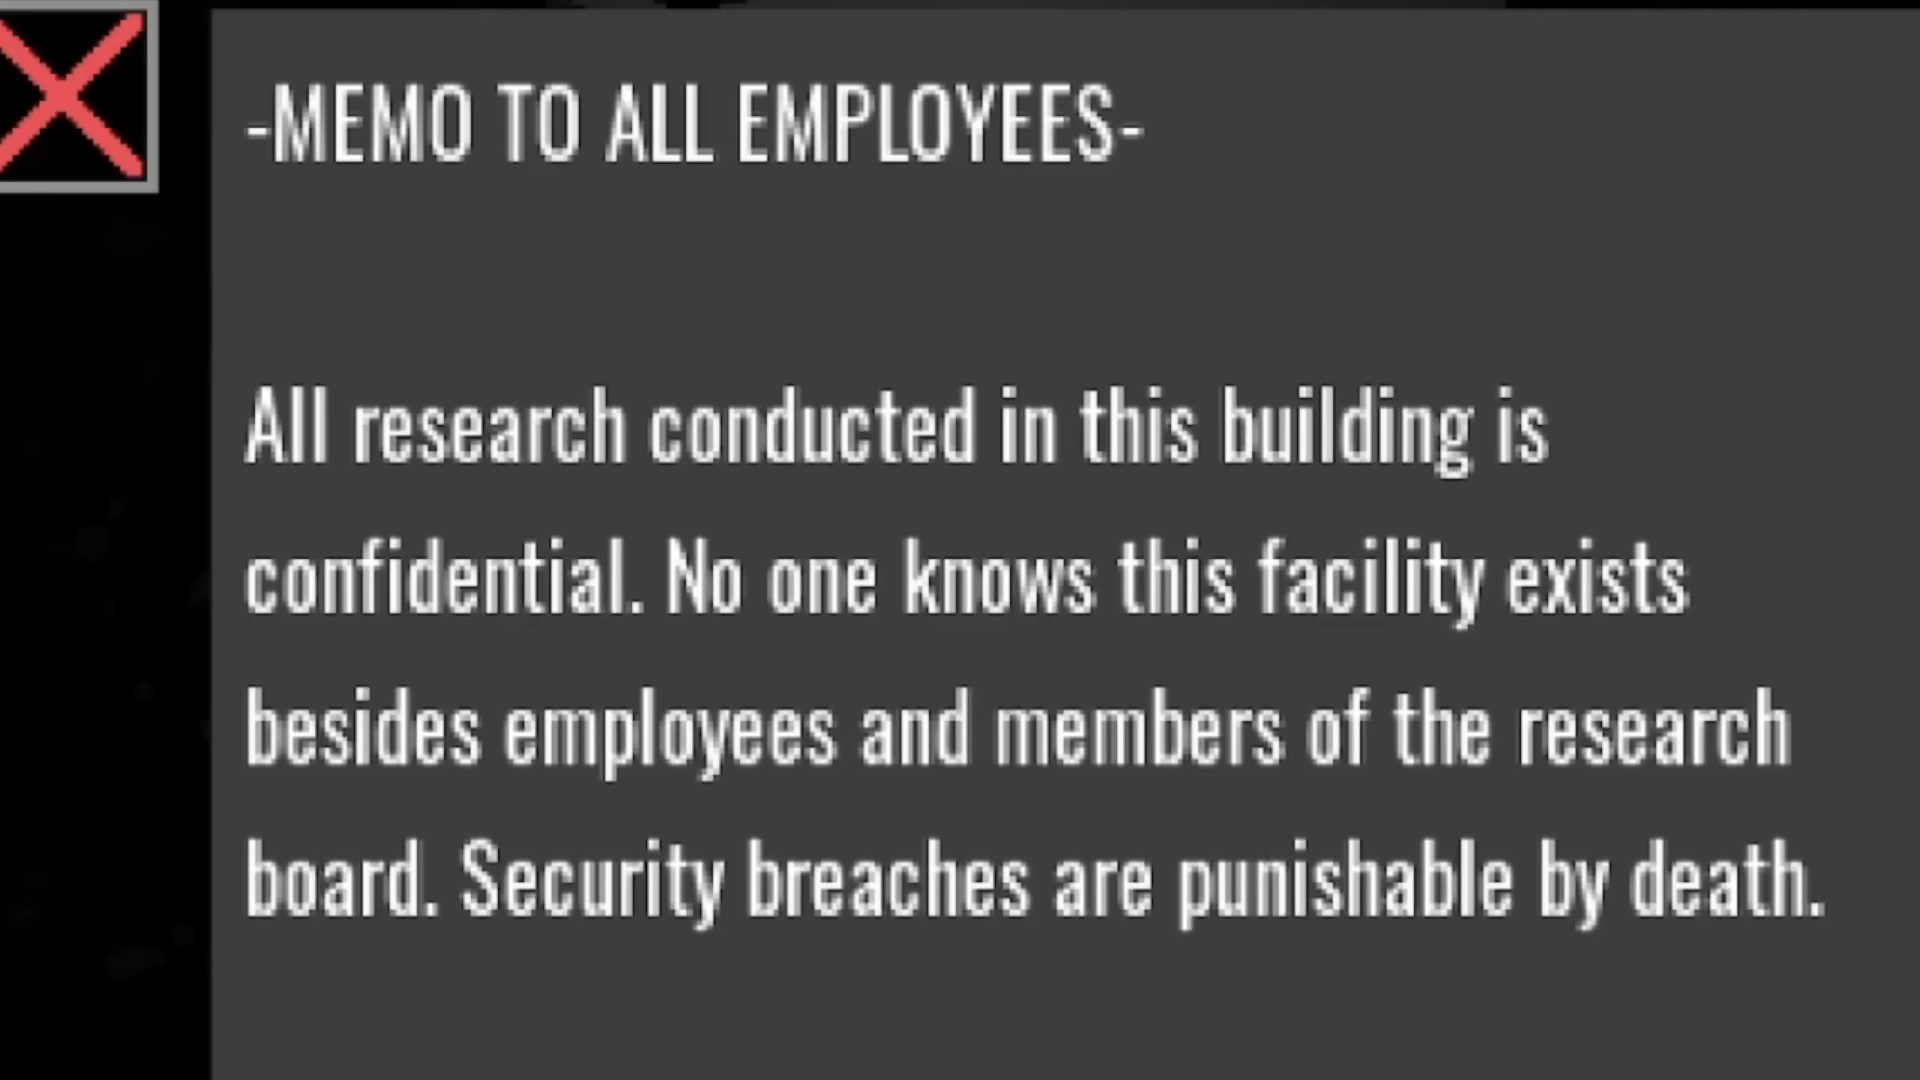 -MEMO TO ALL EMPLOYEES-
All research conducted in this building is
confidential. No one knows this facility exists
besides employees and members of the research
board. Security breaches are punishable by death.